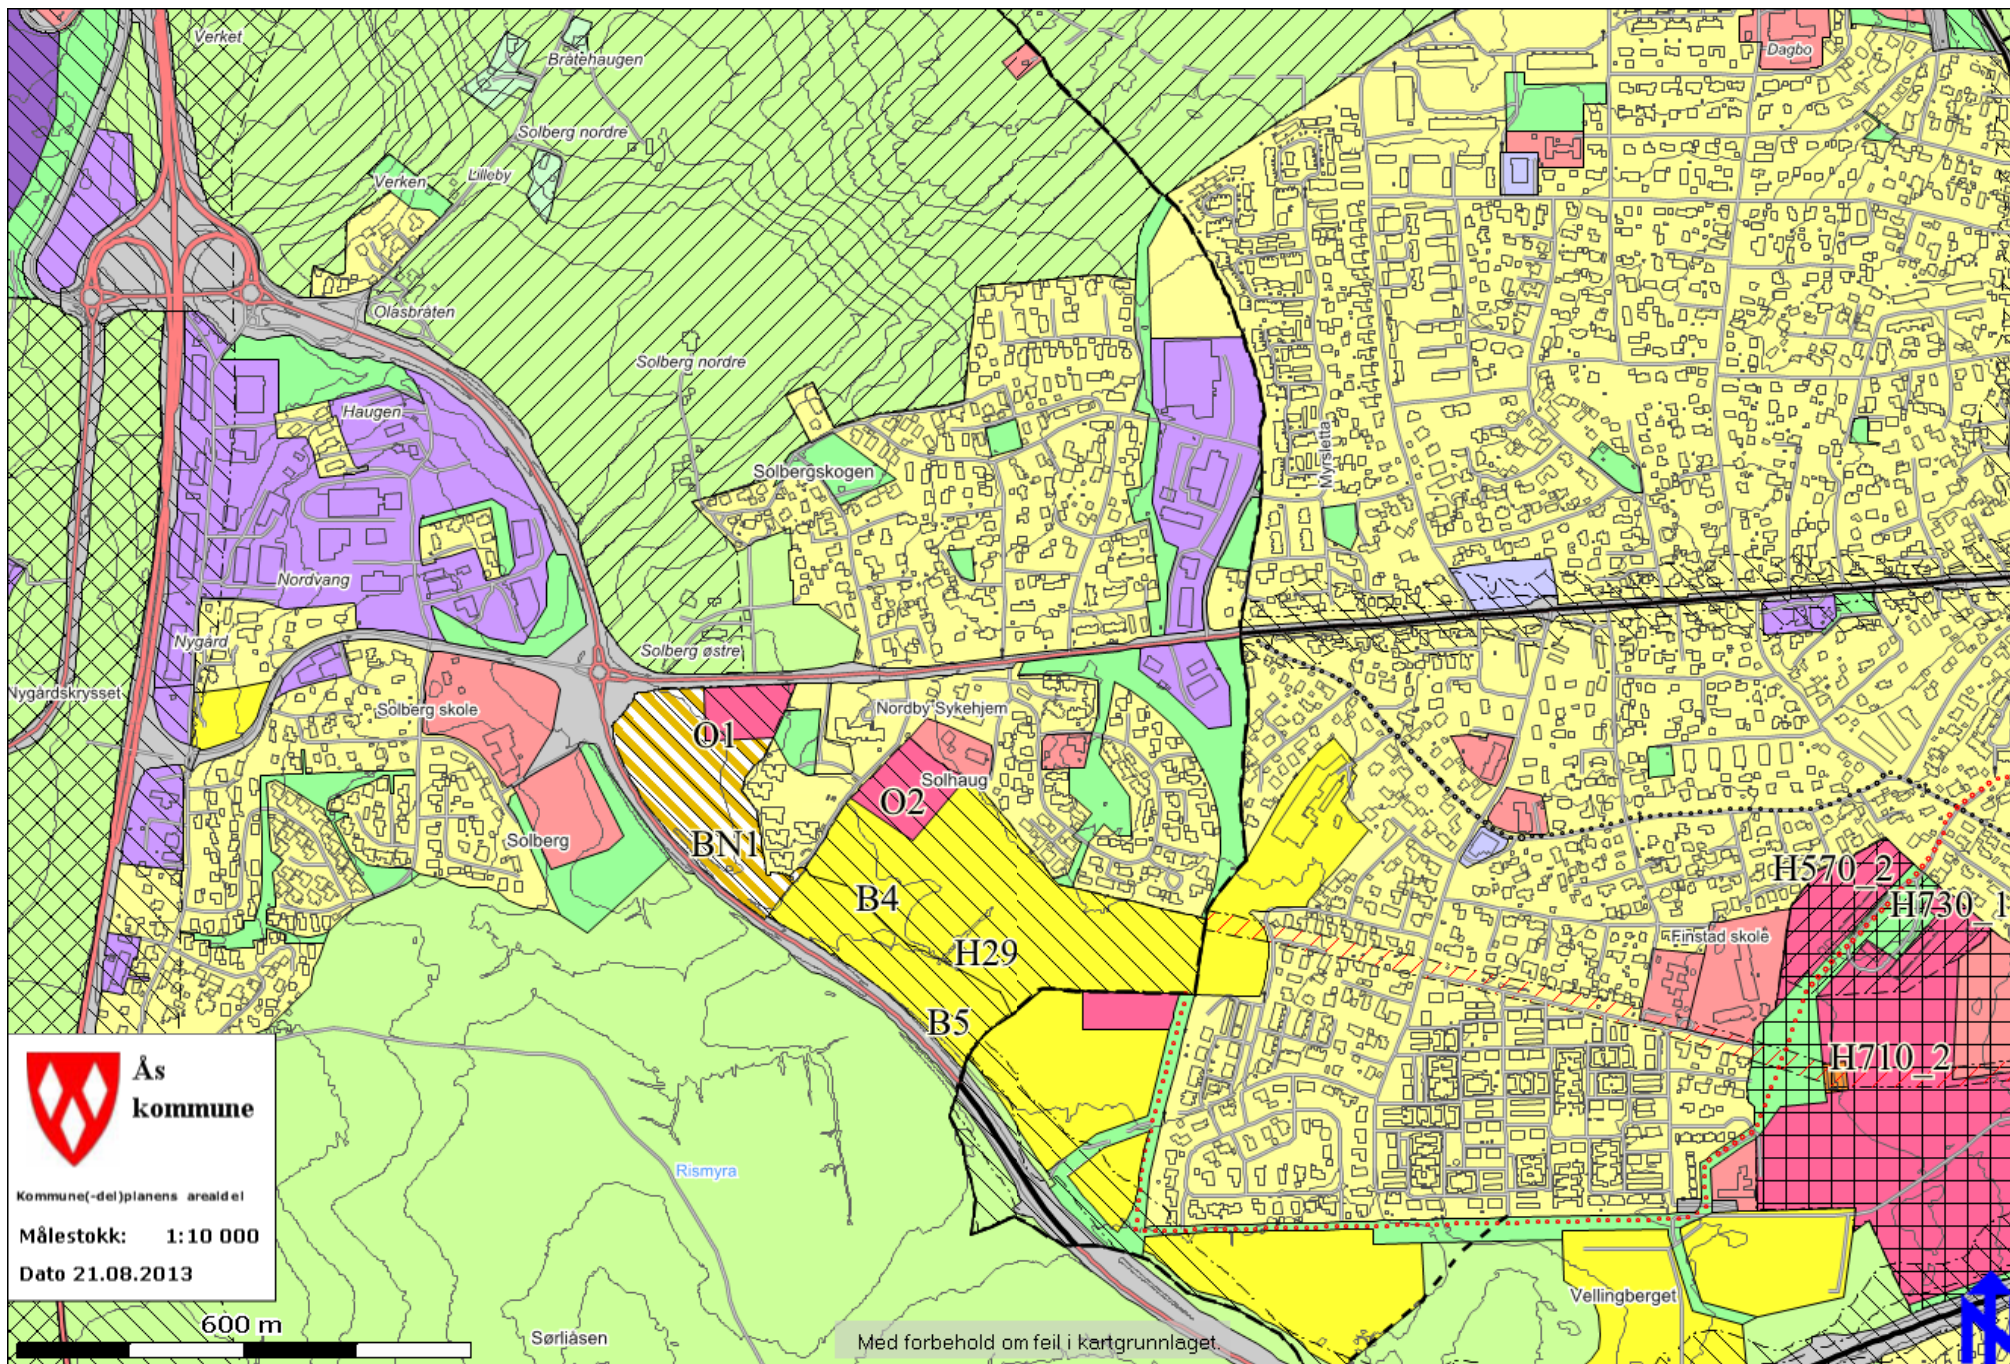 Verket
Bråtehaugen
Dagbo
Solberg nordre
Verken
Lilleby
Olasbråten
Solberg nordre
Haugen
Myrsletta
Solbergskogen
Nordvang
Nygård
Solberg østre
Nygårdskrysset
Solberg skole
Nordby Sykehjem
O1
Solhaug
O2
Solberg
BN1
H570_2
B4
H730_1
Finstad skole
H29
B5
H710_2
Ås
kommune
Rismyra
Kommune(-del)planens arealdel
Målestokk: 1:10 000
Dato 21.08.2013
Vellingberget
600 m
Sørliåsen
Med forbehold om feil i kartgrunnlaget.
N